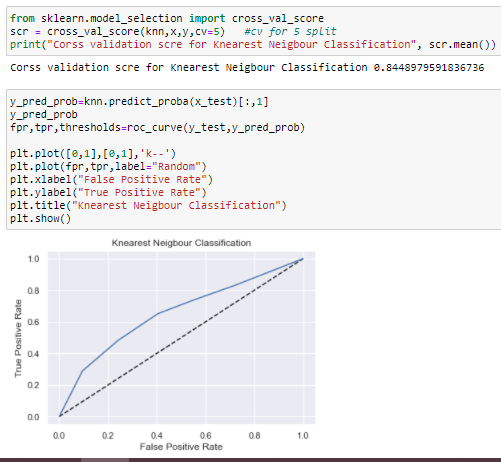 from sklearn.model_selection import cross_val_score
scr = cross_val_score(knn,x,y,cv=5)   #cv for 5 split
print("Corss validation scre for Knearest Neigbour Classification", scr.mean())
Corss validation scre for Knearest Neigbour Classification 0.8448979591836736
y_pred_prob=knn.predict_proba(x_test)[:,1]
y_pred_prob
fpr,tpr,thresholds=roc_curve(y_test,y_pred_prob)
plt.plot([0,1],[0,1],'k--')
plt.plot(fpr,tpr,label="Random")
plt.xlabel("False Positive Rate")
plt.ylabel("True Positive Rate")
plt.title("Knearest Neigbour Classification")
plt.show()
Knearest Neigbour Classification
1.0
0.8
0.6
0.4
0.2
0.0
True Positive Rate
0.0 0.2 0.4 0.6 0.8 1.0
False Positive Rate